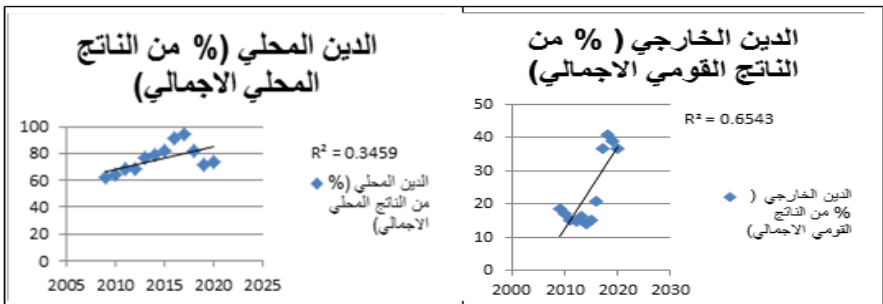 الدين المحلي (% من الناتج
المحلي الاجمالي)
100
80
60
40
20
0
2005 2010 2015 2020 2025
R² = 0.3459
الدين المحلي (%
من الناتج المحلي
الاجمالي)
الدين الخارجي ( % من
الناتج القومي الاجمالي)
50
40
30
20
10
0
2000 2010 2020 2030
R² = 0.6543
الدين الخارجي (
% من الناتج
القومي الاجمالي)